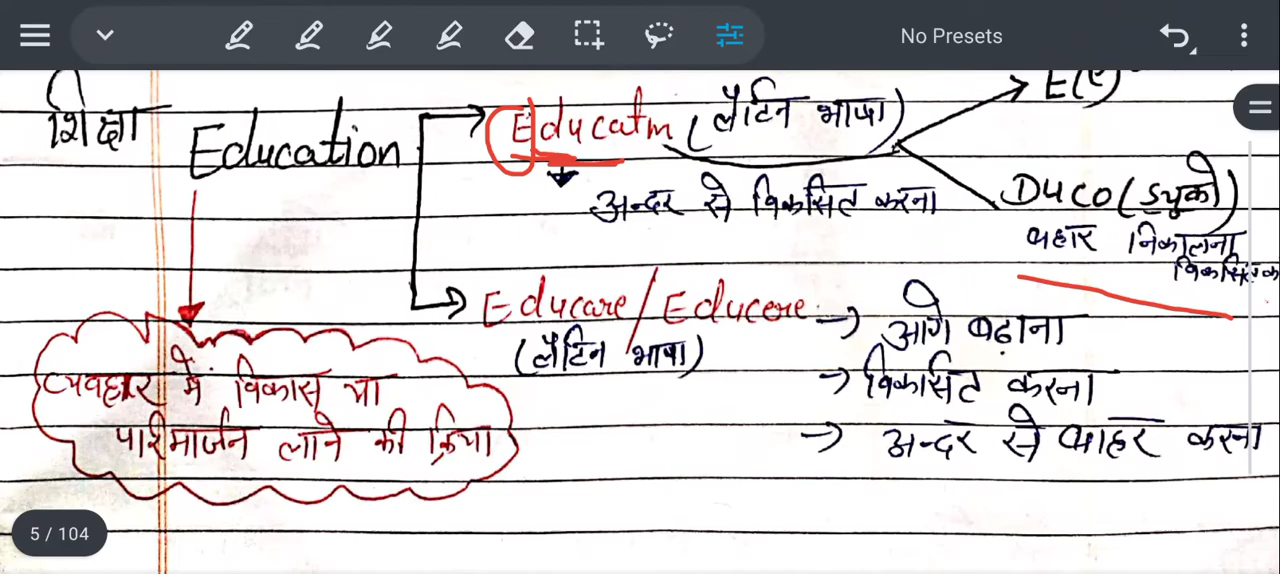 No Presets
E(ए)
शिक्षा
Education
Educatm (लैटिन भाषा)
अन्दर से विकसित करना
Duco (ड्युको)
बाहर निकालना
Educare / Educere
(लैटिन भाषा)
→ आगे बढ़ाना
→ विकसित करना
→ अन्दर से बाहर करना
व्यवहार में विकास या
परिमार्जन लाने की क्रिया
5 / 104